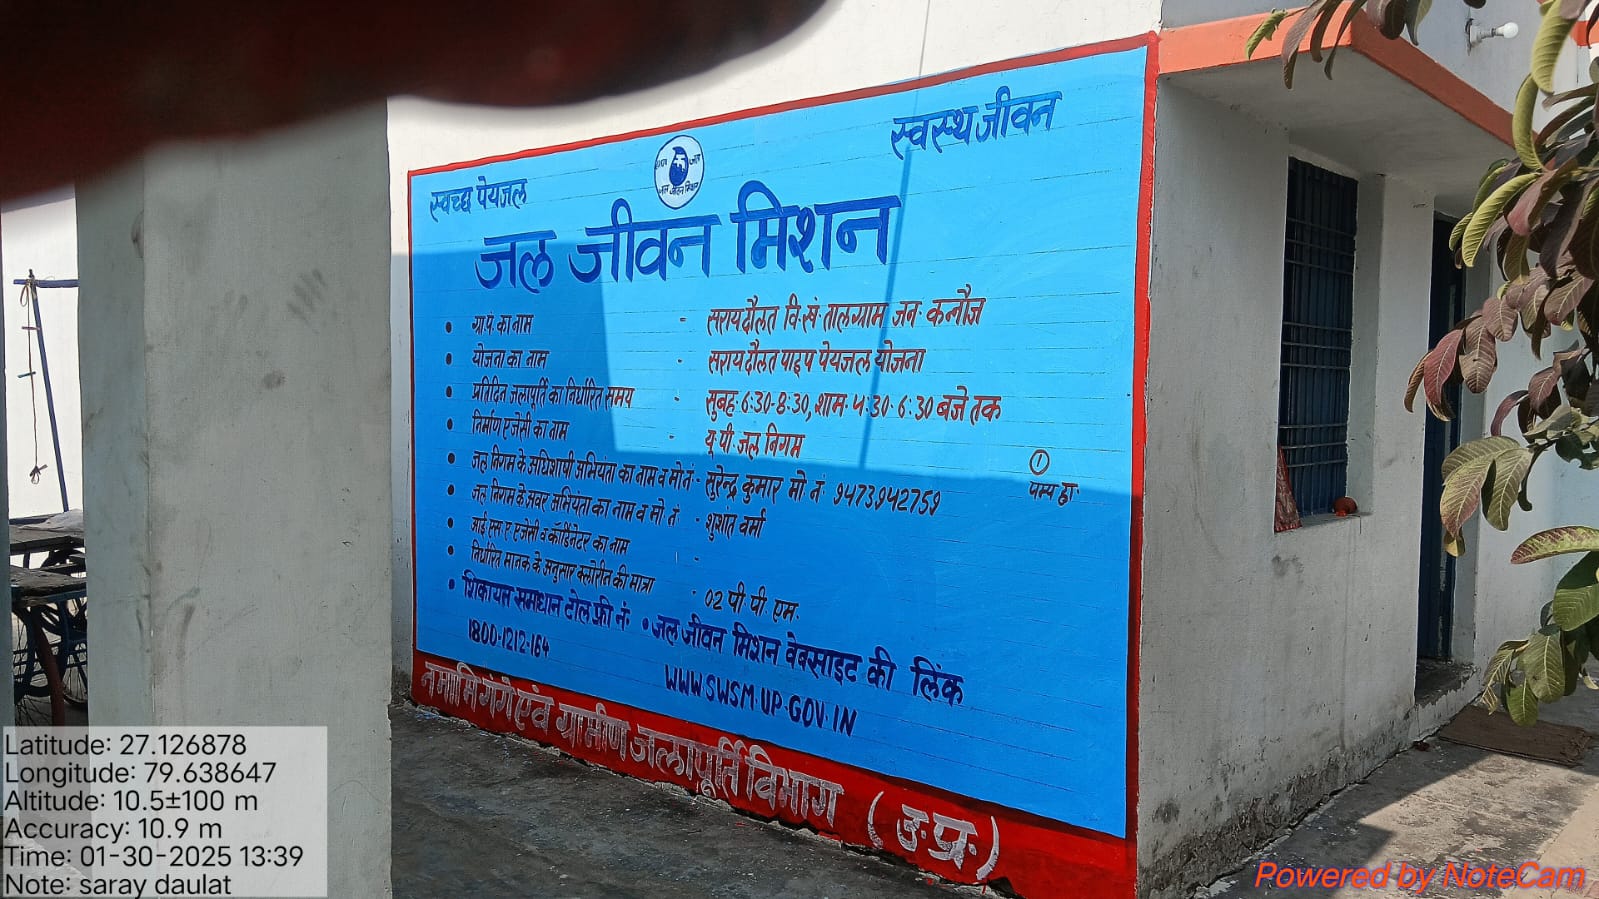 स्वच्छ पेयजल
स्वस्थ जीवन
जल जीवन मिशन
• ग्रा.पं. का नाम - सरायदौलत वि.खं. तालग्राम जन. कन्नौज
• योजना का नाम - सरायदौलत पाइप पेयजल योजना
• प्रतिदिन जलापूर्ति का निर्धारित समय - सुबह 6:30-8:30, शाम 4:30-6:30 बजे तक
• निर्माण एजेंसी का नाम - यू.पी. जल निगम
• जल निगम के अधिशाषी अभियंता का नाम व मो.नं. - सुरेन्द्र कुमार मो.नं. 9473942759
• जल निगम के अवर अभियंता का नाम व मो.नं. - शुशांत वर्मा
• आई.एस.ए. एजेंसी व कॉर्डिनेटर का नाम -
• निर्धारित मानक के अनुसार क्लोरीन की मात्रा - 02 पी.पी.एम.
①
• शिकायत समाधान टोल फ्री नं.
1800-1212-164
• जल जीवन मिशन वेबसाइट की लिंक
WWW.SWSM.UP.GOV.IN
नमामि गंगे एंव ग्रामीण जलापूर्ति विभाग (उ.प्र.)
Latitude: 27.126878
Longitude: 79.638647
Altitude: 10.5±100 m
Accuracy: 10.9 m
Time: 01-30-2025 13:39
Note: saray daulat
Powered by NoteCam